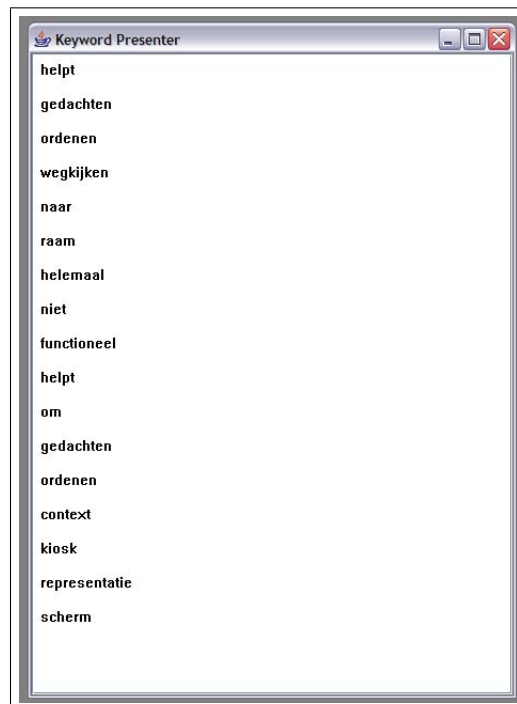 Keyword Presenter
helpt
gedachten
ordenen
wegkijken
naar
raam
helemaal
niet
functioneel
helpt
om
gedachten
ordenen
context
kiosk
representatie
scherm